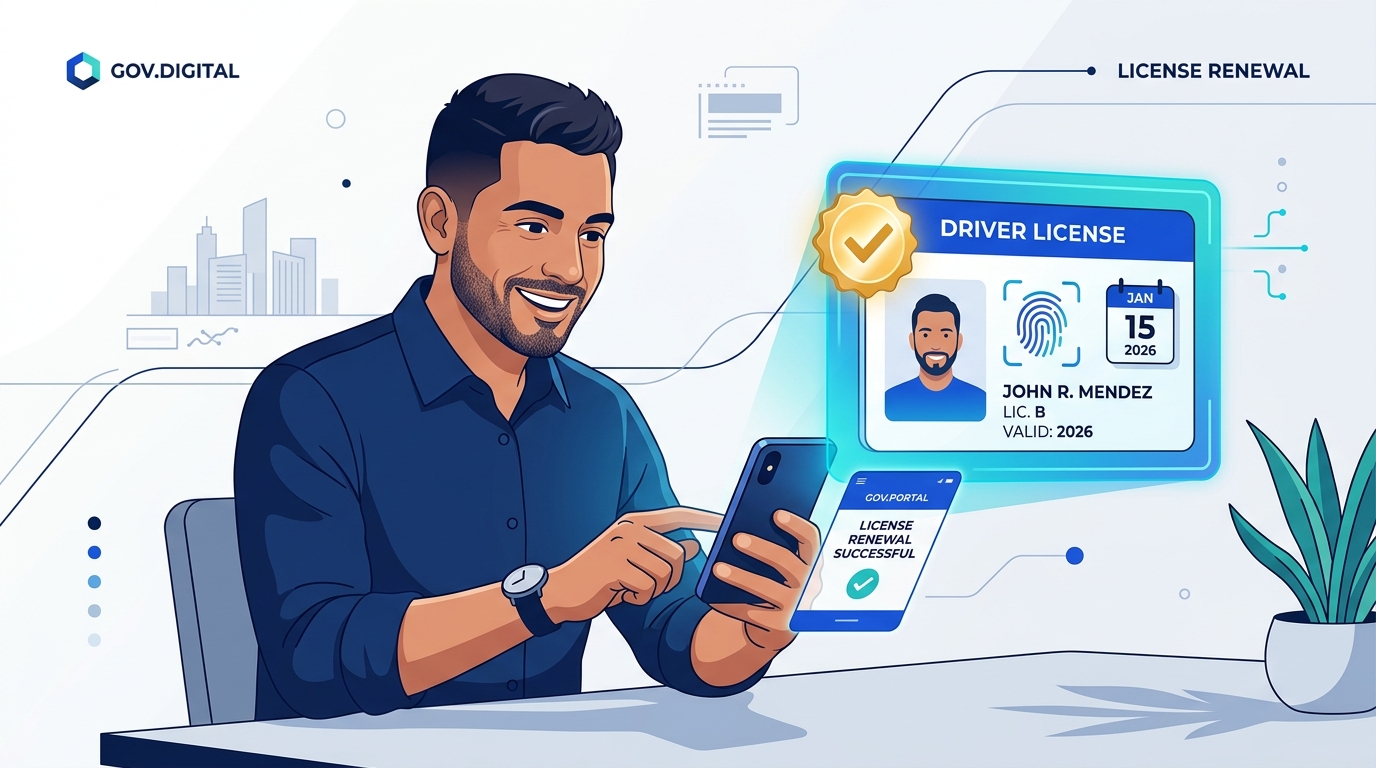 GOV.DIGITAL
LICENSE RENEWAL
DRIVER LICENSE
JAN
15
2026
JOHN R. MENDEZ
LIC. B
VALID: 2026
GOV.PORTAL
LICENSE
RENEWAL
SUCCESSFUL